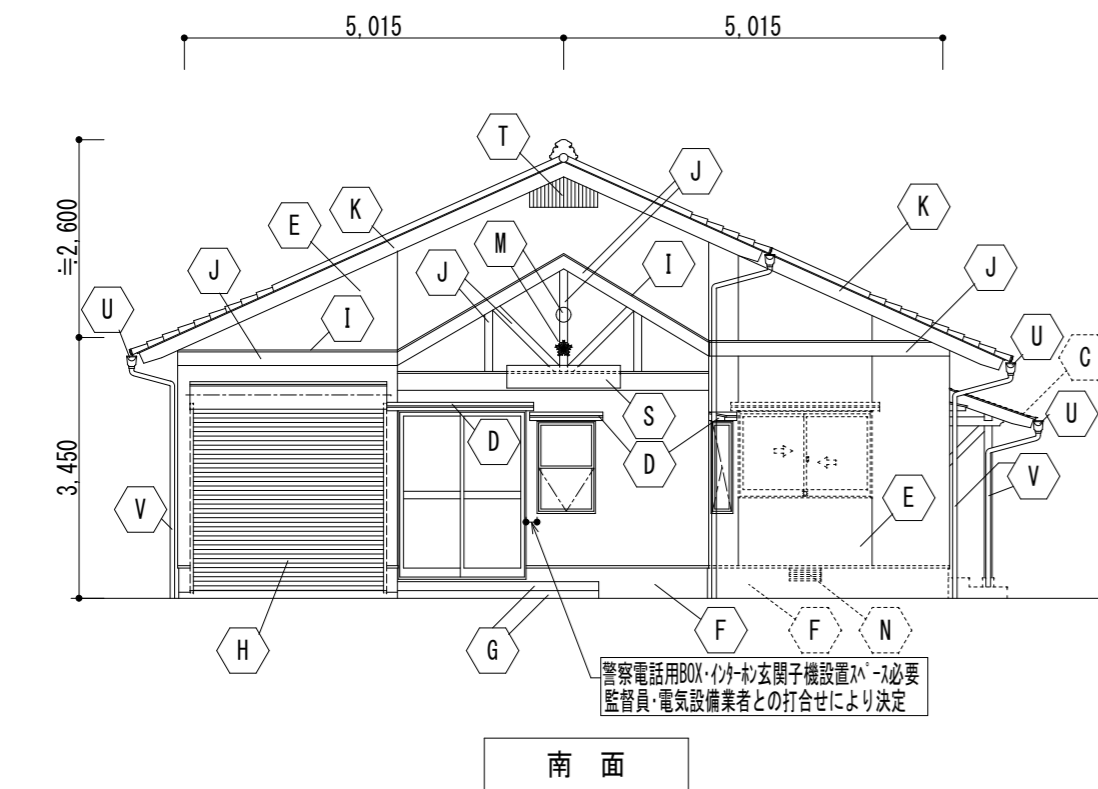 5,015
5,015
T
J
K
K
E
M
≒2,600
J
J
I
J
I
U
U
C
S
U
D
D
3,450
V
V
E
H
G
F
F
N
警察電話用BOX・インターホン玄関子機設置スペース必要
監督員・電気設備業者との打合せにより決定
南 面